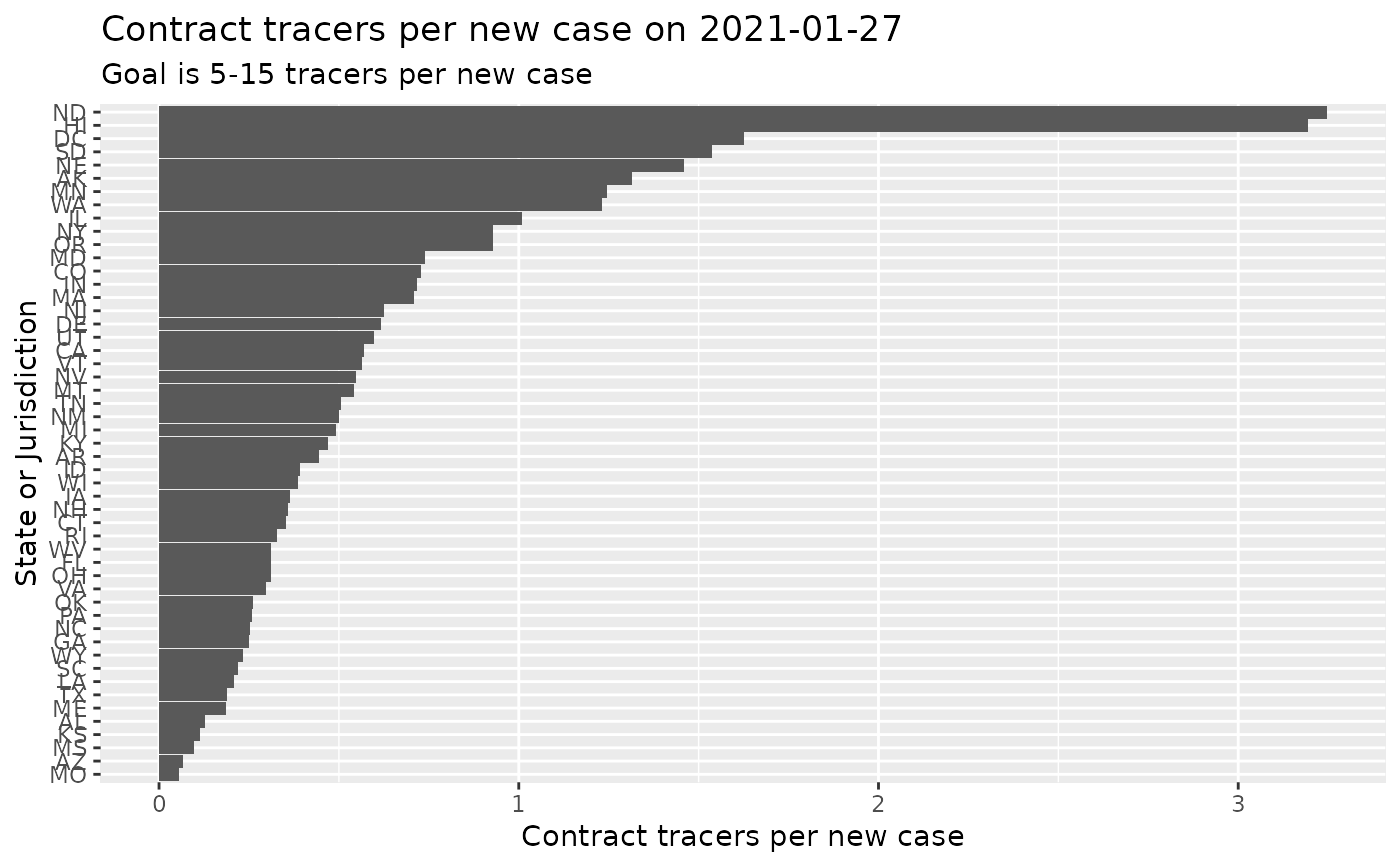 Contract tracers per new case on 2021-01-27
Goal is 5-15 tracers per new case
State or Jurisdiction
ND
HI
DC
SD
NE
AK
MN
WA
IL
NY
OR
MD
CO
IN
MA
NJ
DE
UT
CA
VT
NV
MT
TN
NM
MI
KY
AR
ID
WI
IA
NH
CT
RI
WV
FL
OH
VA
OK
PA
NC
GA
WY
SC
LA
TX
ME
AL
KS
MS
AZ
MO
0 1 2 3
Contract tracers per new case